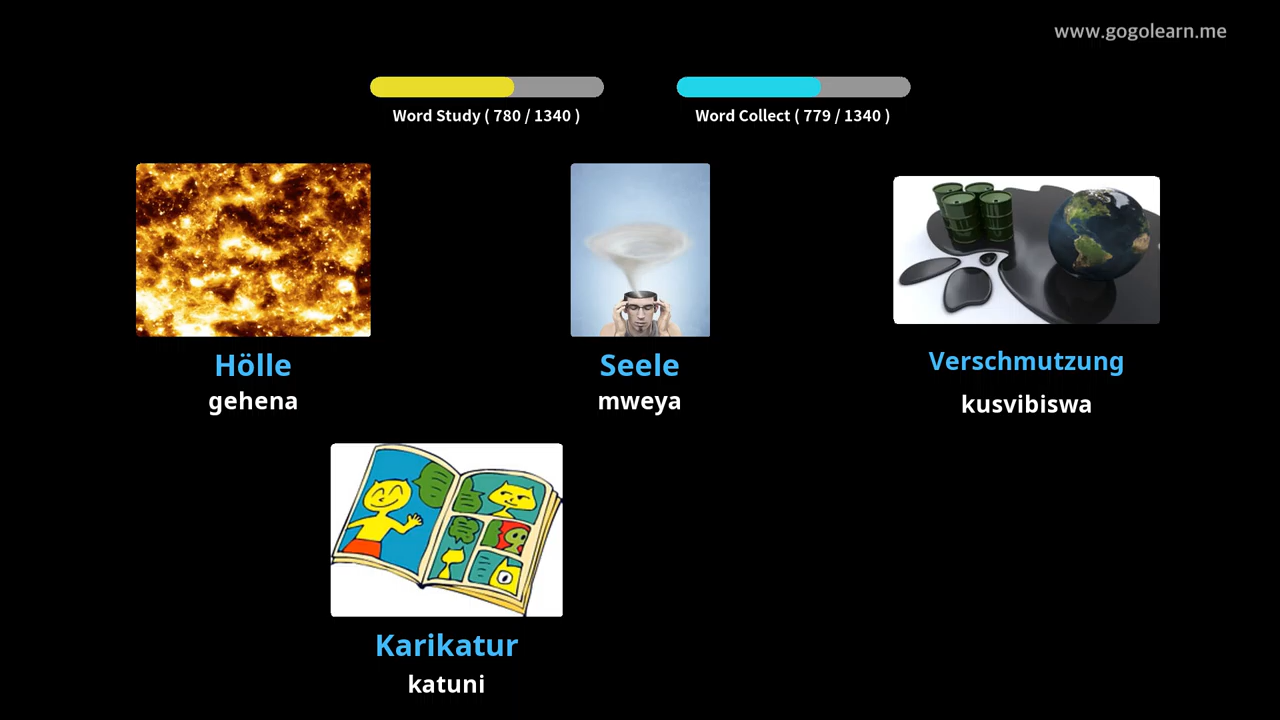 www.gogolearn.me
Word Study ( 780 / 1340 )
Word Collect ( 779 / 1340 )
Hölle
gehena
Seele
mweya
Verschmutzung
kusvibiswa
Karikatur
katuni